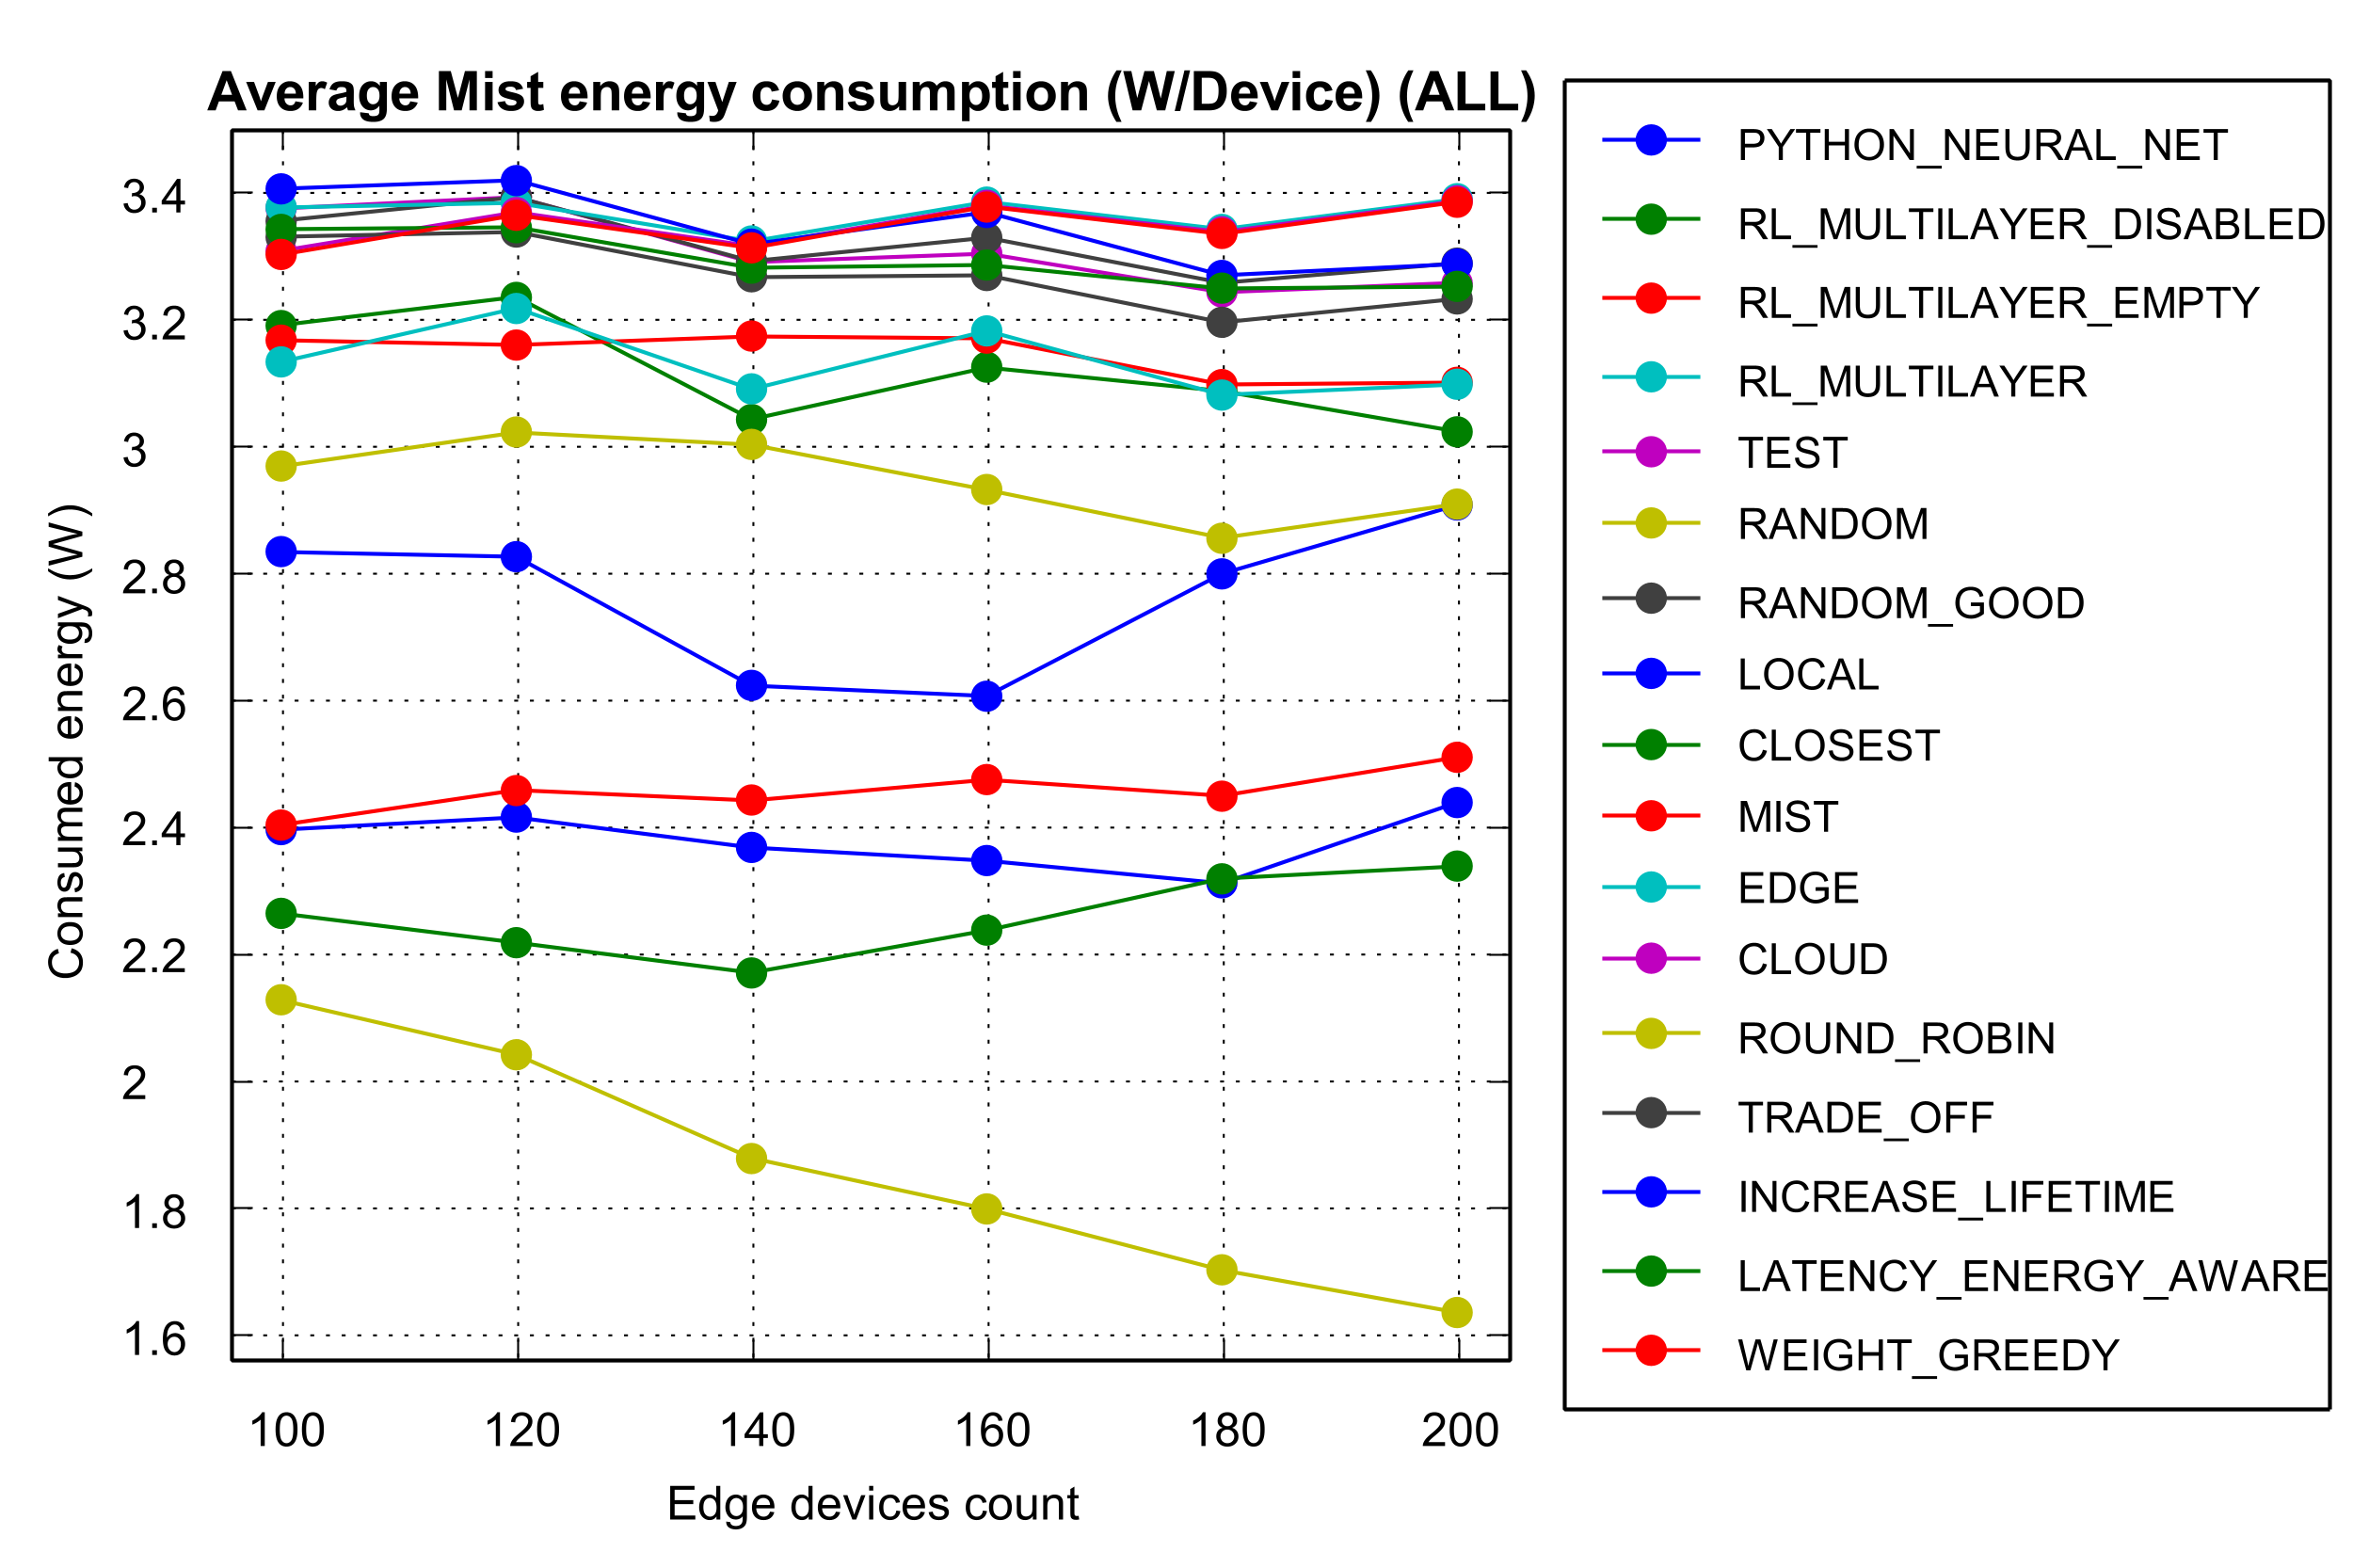 Average Mist energy consumption (W/Device) (ALL)
Consumed energy (W)
3.4
3.2
3
2.8
2.6
2.4
2.2
2
1.8
1.6
100 120 140 160 180 200
Edge devices count
PYTHON_NEURAL_NET
RL_MULTILAYER_DISABLED
RL_MULTILAYER_EMPTY
RL_MULTILAYER
TEST
RANDOM
RANDOM_GOOD
LOCAL
CLOSEST
MIST
EDGE
CLOUD
ROUND_ROBIN
TRADE_OFF
INCREASE_LIFETIME
LATENCY_ENERGY_AWARE
WEIGHT_GREEDY